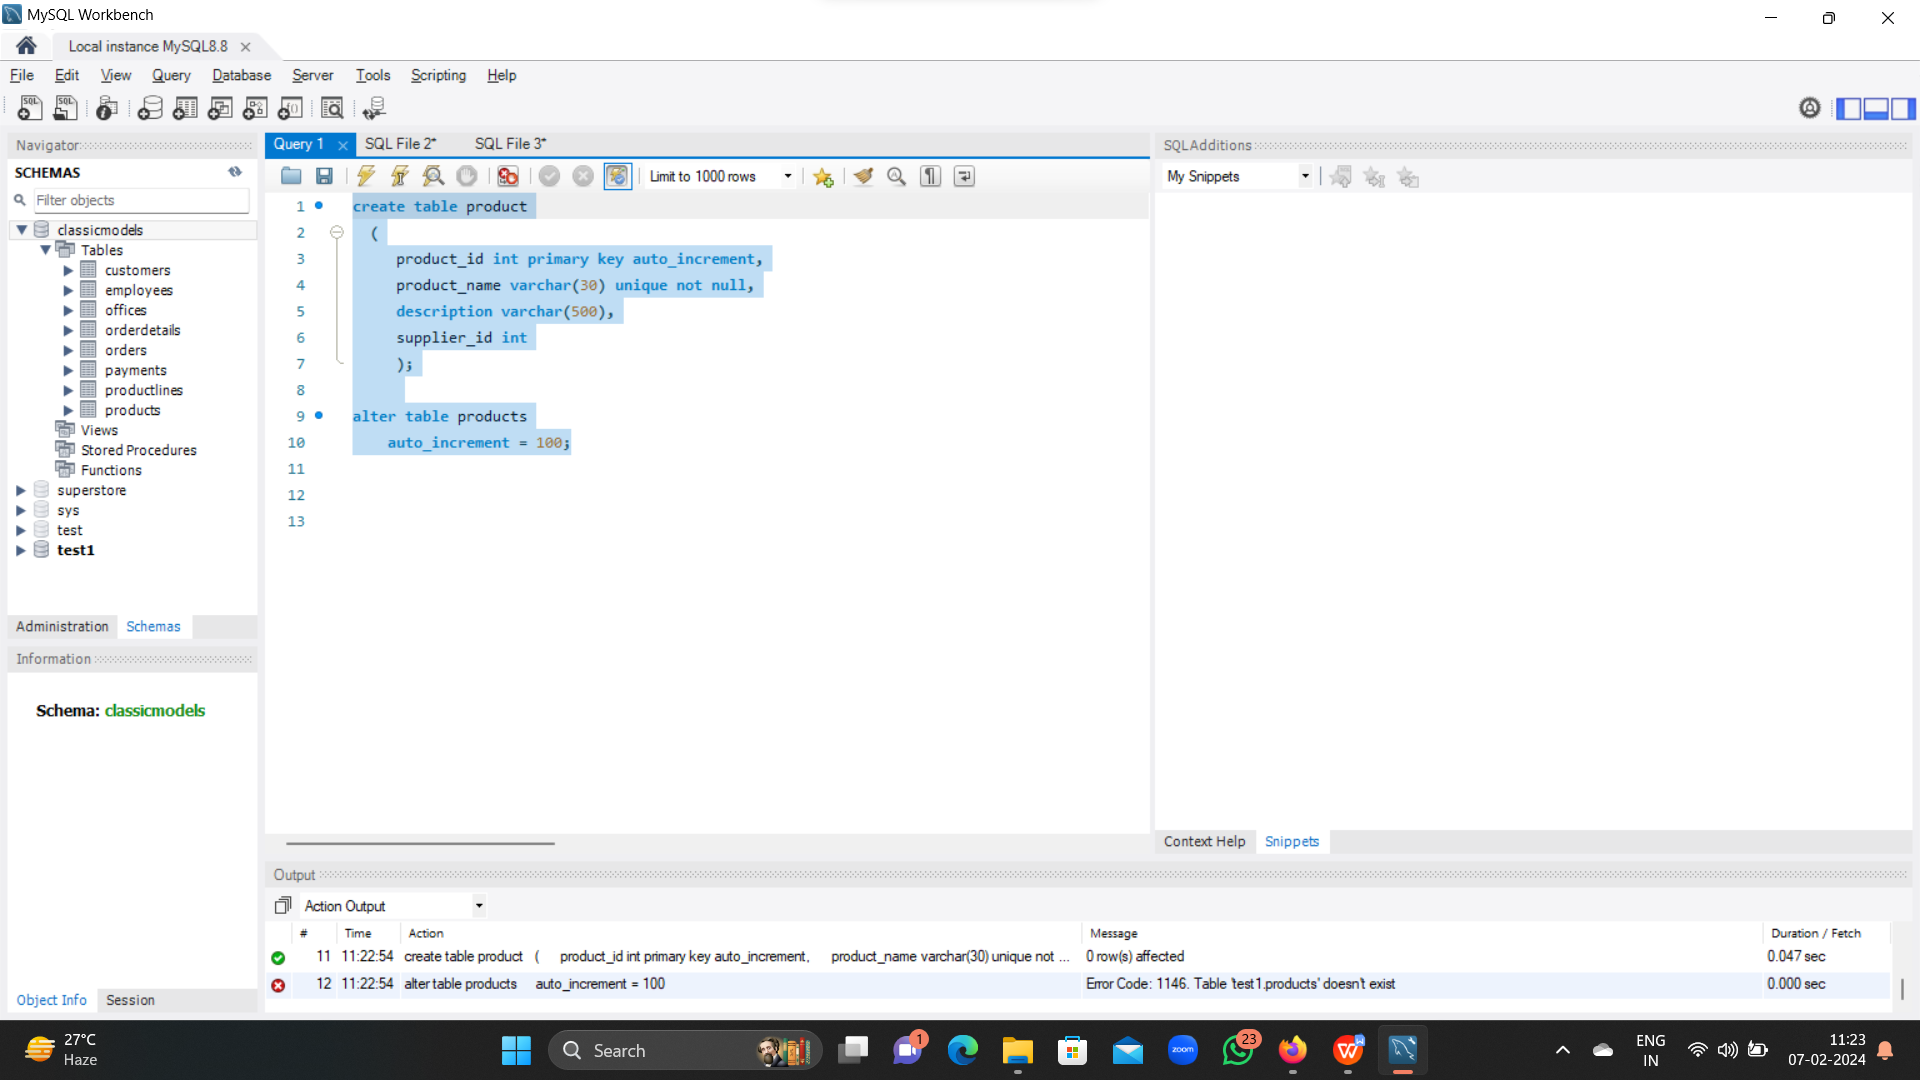 MySQL Workbench
Local instance MySQL8.8
File Edit View Query Database Server Tools Scripting Help
Navigator
SCHEMAS
Filter objects
classicmodels
Tables
customers
employees
offices
orderdetails
orders
payments
productlines
products
Views
Stored Procedures
Functions
superstore
sys
test
test1
Administration Schemas
Information
Schema: classicmodels
Object Info Session
Query 1 SQL File 2* SQL File 3*
Limit to 1000 rows
1 create table product
2 (
3 product_id int primary key auto_increment,
4 product_name varchar(30) unique not null,
5 description varchar(500),
6 supplier_id int
7 );
8
9 alter table products
10 auto_increment = 100;
11
12
13
SQLAdditions
My Snippets
Context Help Snippets
Output
Action Output
# Time Action Message Duration / Fetch
11 11:22:54 create table product ( product_id int primary key auto_increment, product_name varchar(30) unique not ... 0 row(s) affected 0.047 sec
12 11:22:54 alter table products auto_increment = 100 Error Code: 1146. Table 'test1.products' doesn't exist 0.000 sec
27°C
Haze
Search
1
zoom
23
ENG
IN
11:23
07-02-2024